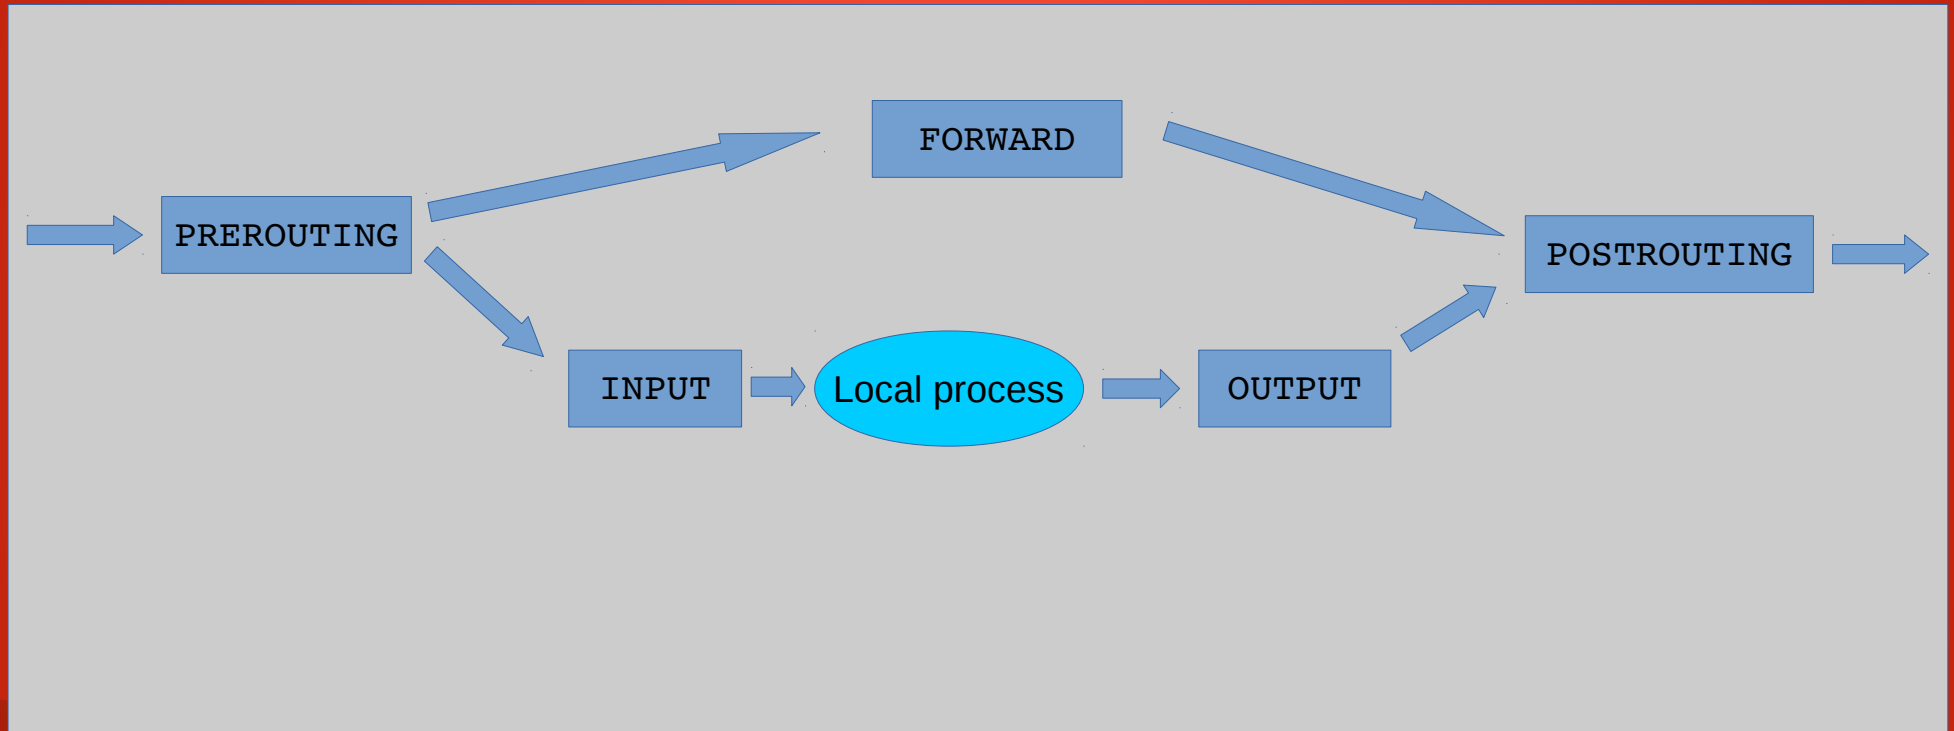 FORWARD
PREROUTING
POSTROUTING
INPUT
Local process
OUTPUT